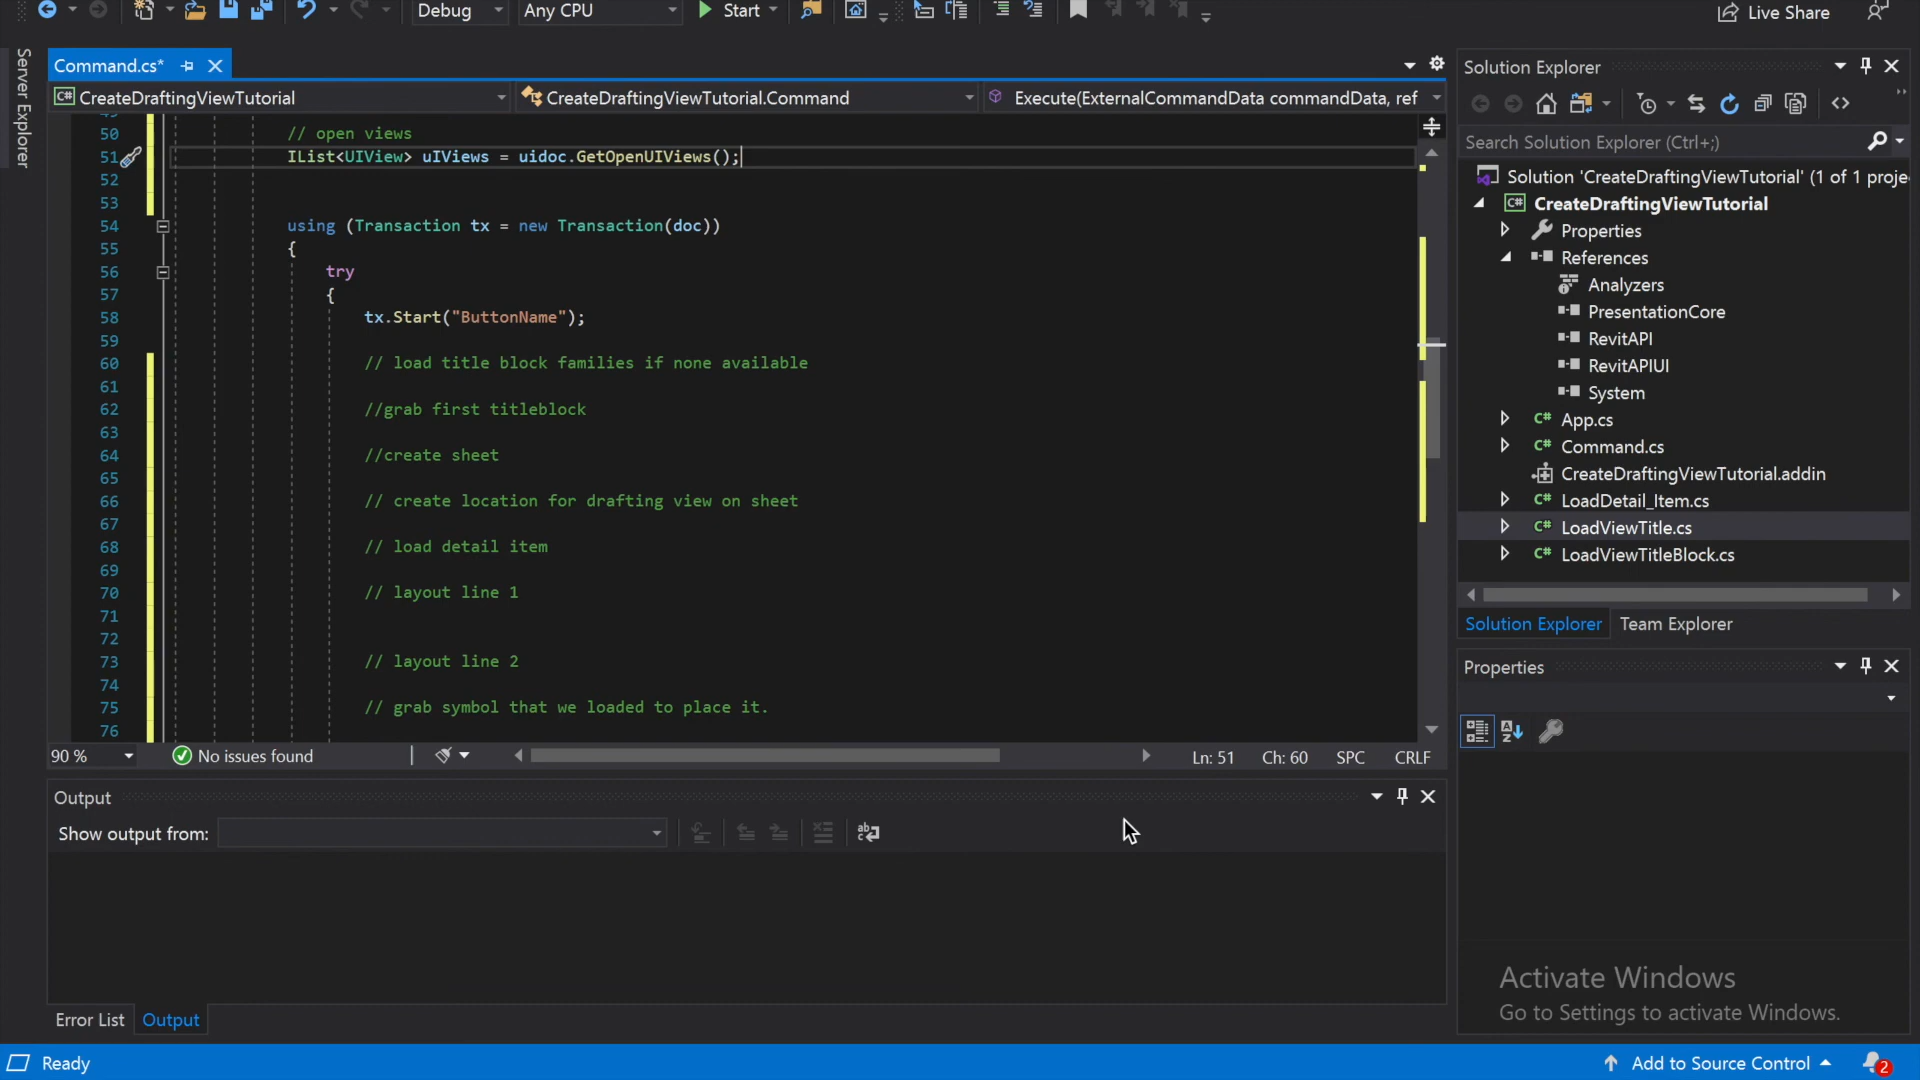 Debug
Any CPU
Start
Live Share
Server Explorer
Command.cs*
CreateDraftingViewTutorial
CreateDraftingViewTutorial.Command
Execute(ExternalCommandData commandData, ref
50 // open views
51 IList<UIView> uIViews = uidoc.GetOpenUIViews();
52
53
54 using (Transaction tx = new Transaction(doc))
55 {
56 try
57 {
58 tx.Start("ButtonName");
59
60 // load title block families if none available
61
62 //grab first titleblock
63
64 //create sheet
65
66 // create location for drafting view on sheet
67
68 // load detail item
69
70 // layout line 1
71
72
73 // layout line 2
74
75 // grab symbol that we loaded to place it.
76
90 %
No issues found
Ln: 51
Ch: 60
SPC
CRLF
Output
Show output from:
Error List
Output
Solution Explorer
Search Solution Explorer (Ctrl+;)
Solution 'CreateDraftingViewTutorial' (1 of 1 proje
C# CreateDraftingViewTutorial
Properties
References
Analyzers
PresentationCore
RevitAPI
RevitAPIUI
System
C# App.cs
C# Command.cs
CreateDraftingViewTutorial.addin
C# LoadDetail_Item.cs
C# LoadViewTitle.cs
C# LoadViewTitleBlock.cs
Solution Explorer
Team Explorer
Properties
Activate Windows
Go to Settings to activate Windows.
Ready
Add to Source Control
2